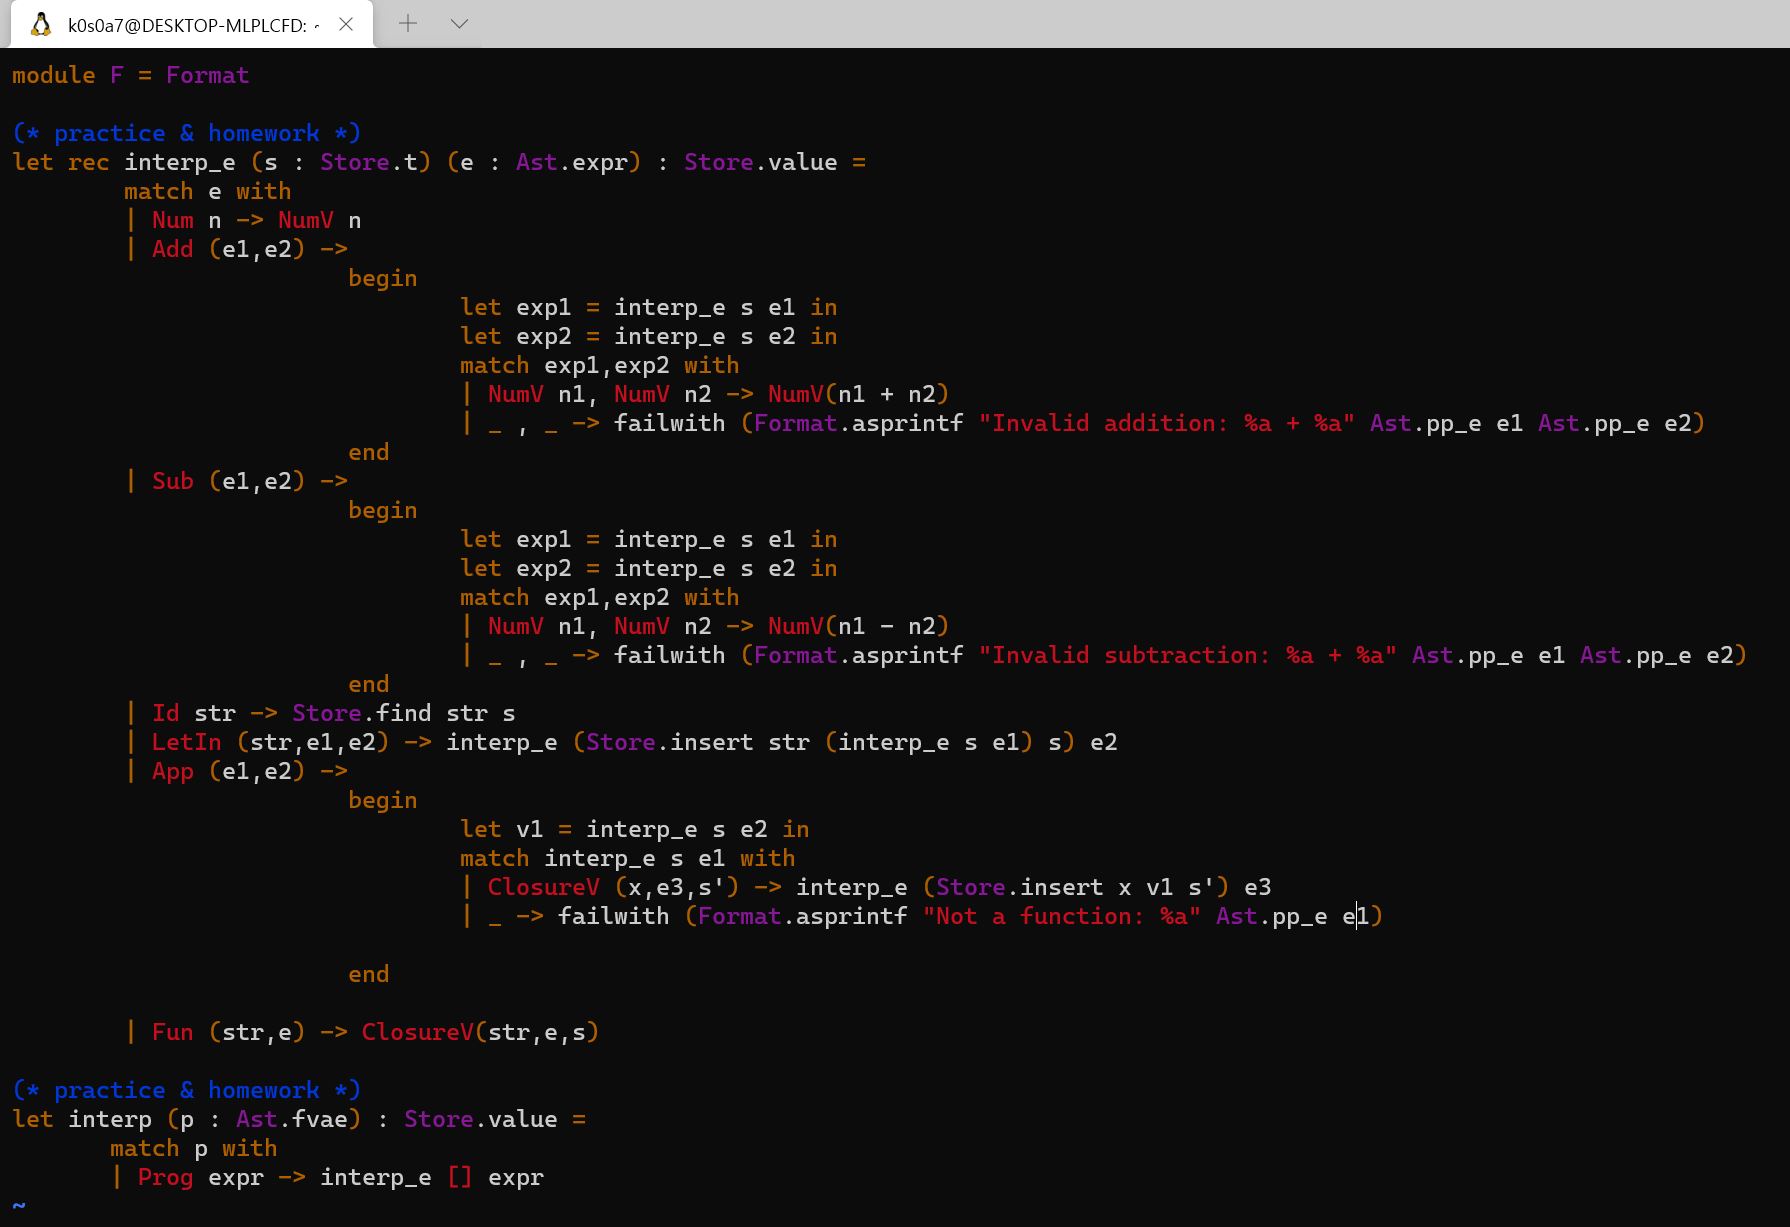 k0s0a7@DESKTOP-MLPLCFD: ~
module F = Format
(* practice & homework *)
let rec interp_e (s : Store.t) (e : Ast.expr) : Store.value =
match e with
| Num n -> NumV n
| Add (e1,e2) ->
begin
let exp1 = interp_e s e1 in
let exp2 = interp_e s e2 in
match exp1,exp2 with
| NumV n1, NumV n2 -> NumV(n1 + n2)
| _ , _ -> failwith (Format.asprintf "Invalid addition: %a + %a" Ast.pp_e e1 Ast.pp_e e2)
end
| Sub (e1,e2) ->
begin
let exp1 = interp_e s e1 in
let exp2 = interp_e s e2 in
match exp1,exp2 with
| NumV n1, NumV n2 -> NumV(n1 - n2)
| _ , _ -> failwith (Format.asprintf "Invalid subtraction: %a + %a" Ast.pp_e e1 Ast.pp_e e2)
end
| Id str -> Store.find str s
| LetIn (str,e1,e2) -> interp_e (Store.insert str (interp_e s e1) s) e2
| App (e1,e2) ->
begin
let v1 = interp_e s e2 in
match interp_e s e1 with
| ClosureV (x,e3,s') -> interp_e (Store.insert x v1 s') e3
| _ -> failwith (Format.asprintf "Not a function: %a" Ast.pp_e e1)
end
| Fun (str,e) -> ClosureV(str,e,s)
(* practice & homework *)
let interp (p : Ast.fvae) : Store.value =
match p with
| Prog expr -> interp_e [] expr
~